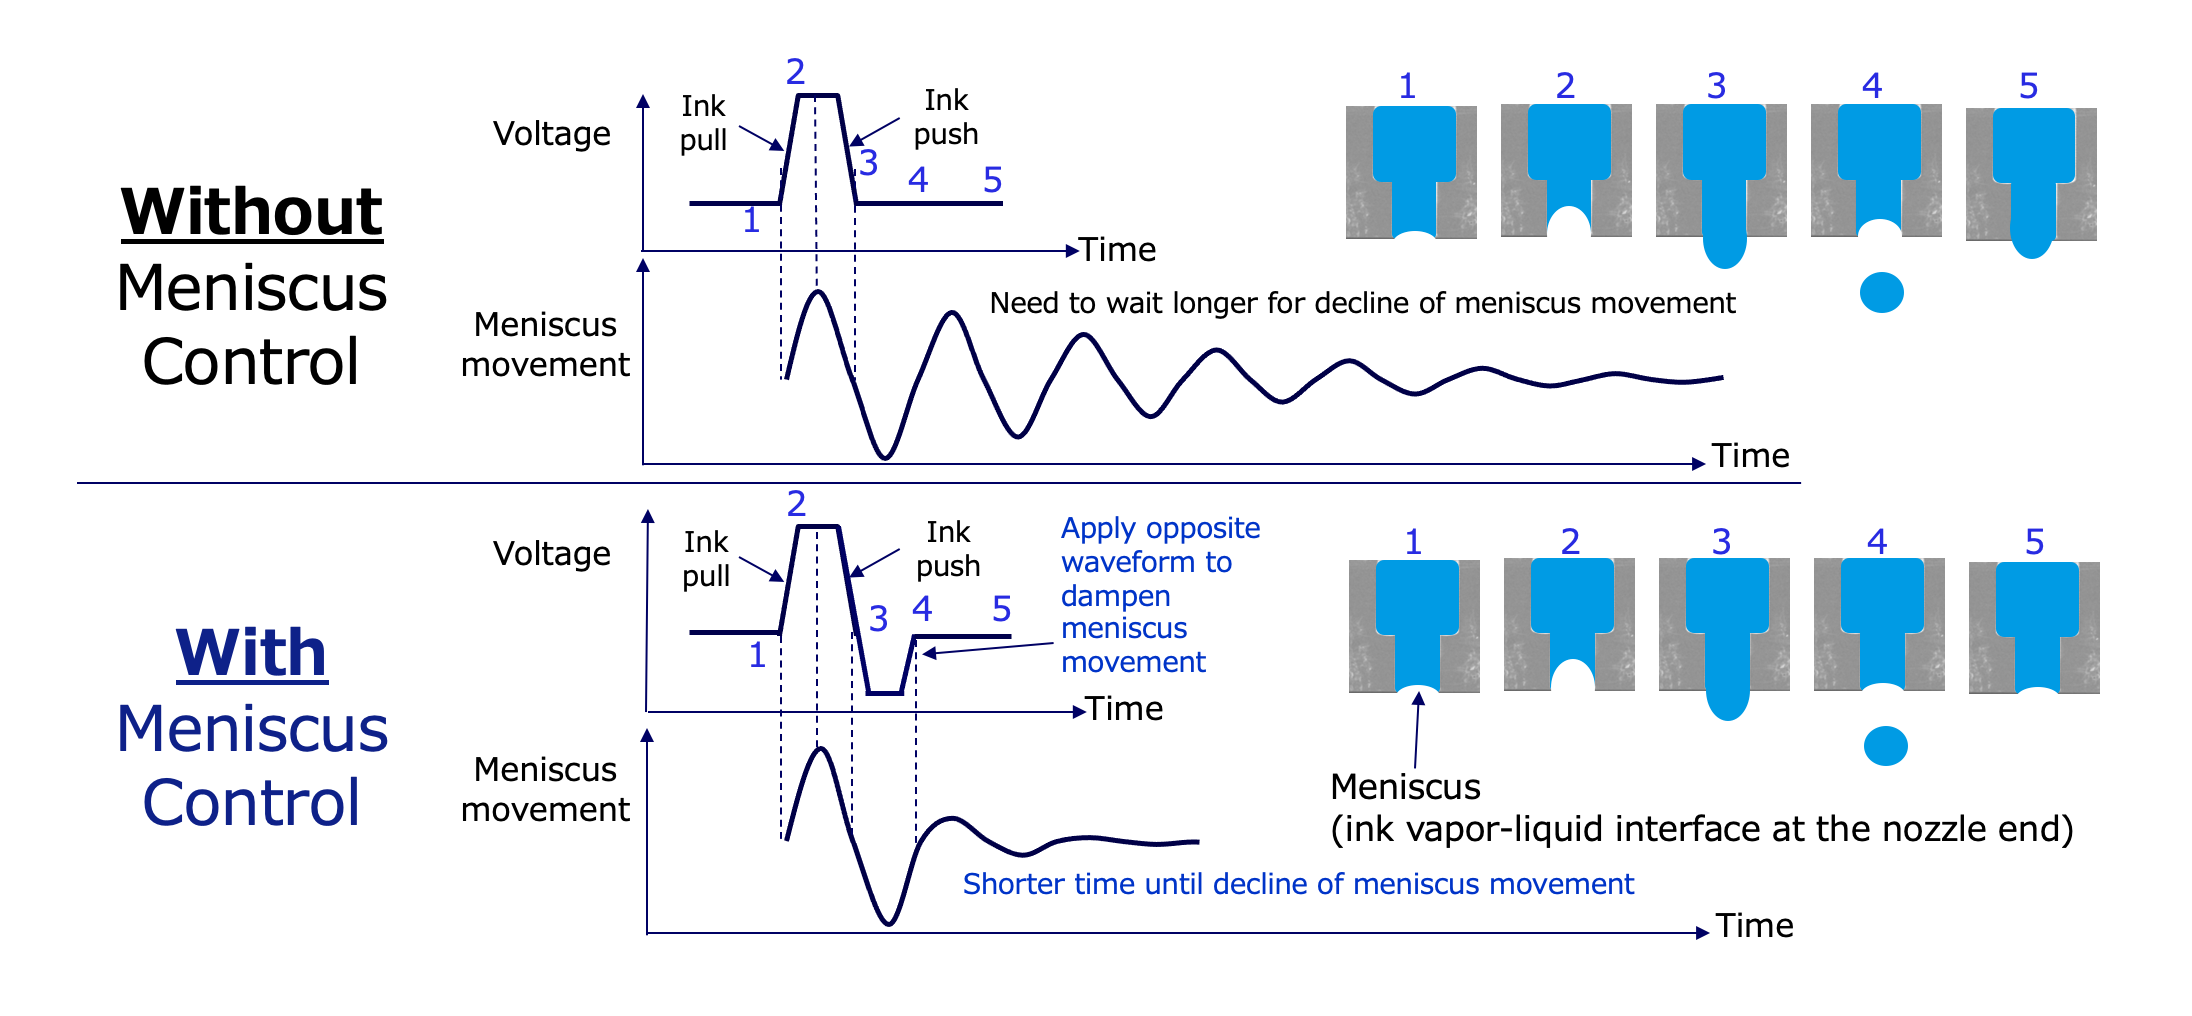 Without
Meniscus
Control
Voltage
Ink
pull
2
Ink
push
1
3
4
5
Time
Meniscus
movement
Need to wait longer for decline of meniscus movement
Time
1
2
3
4
5
With
Meniscus
Control
Voltage
Ink
pull
2
Ink
push
1
3
4
5
Apply opposite
waveform to
dampen
meniscus
movement
Time
Meniscus
movement
Shorter time until decline of meniscus movement
Time
1
2
3
4
5
Meniscus
(ink vapor-liquid interface at the nozzle end)